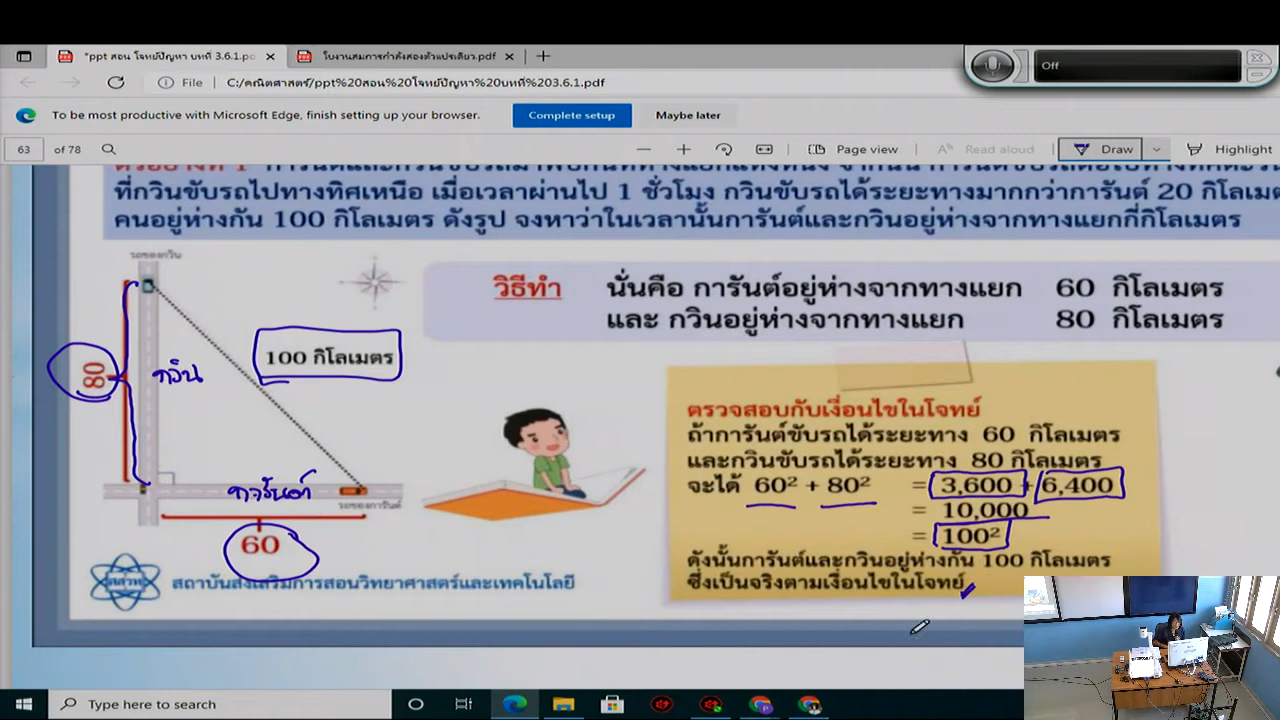 *ppt สอน โจทย์ปัญหา บทที่ 3.6.1.pd
ใบงานสมการกำลังสองตัวแปรเดียว.pdf
Off
File
C:/คณิตศาสตร์/ppt%20สอน%20โจทย์ปัญหา%20บทที่%203.6.1.pdf
To be most productive with Microsoft Edge, finish setting up your browser.
Complete setup
Maybe later
63
of 78
Page view
Read aloud
Draw
Highlight
ที่กวินขับรถไปทางทิศเหนือ เมื่อเวลาผ่านไป 1 ชั่วโมง กวินขับรถได้ระยะทางมากกว่าการันต์ 20 กิโลเม
คนอยู่ห่างกัน 100 กิโลเมตร ดังรูป จงหาว่าในเวลานั้นการันต์และกวินอยู่ห่างจากทางแยกกี่กิโลเมตร
รถของกวิน
วิธีทำ
นั่นคือ การันต์อยู่ห่างจากทางแยก 60 กิโลเมตร
และ กวินอยู่ห่างจากทางแยก 80 กิโลเมตร
100 กิโลเมตร
80
กวิน
การันต์
รถของการันต์
60
ตรวจสอบกับเงื่อนไขในโจทย์
ถ้าการันต์ขับรถได้ระยะทาง 60 กิโลเมตร
และกวินขับรถได้ระยะทาง 80 กิโลเมตร
จะได้ 60² + 80² = 3,600 + 6,400
= 10,000
= 100²
ดังนั้นการันต์และกวินอยู่ห่างกัน 100 กิโลเมตร
ซึ่งเป็นจริงตามเงื่อนไขในโจทย์
สสวท
สถาบันส่งเสริมการสอนวิทยาศาสตร์และเทคโนโลยี
Type here to search